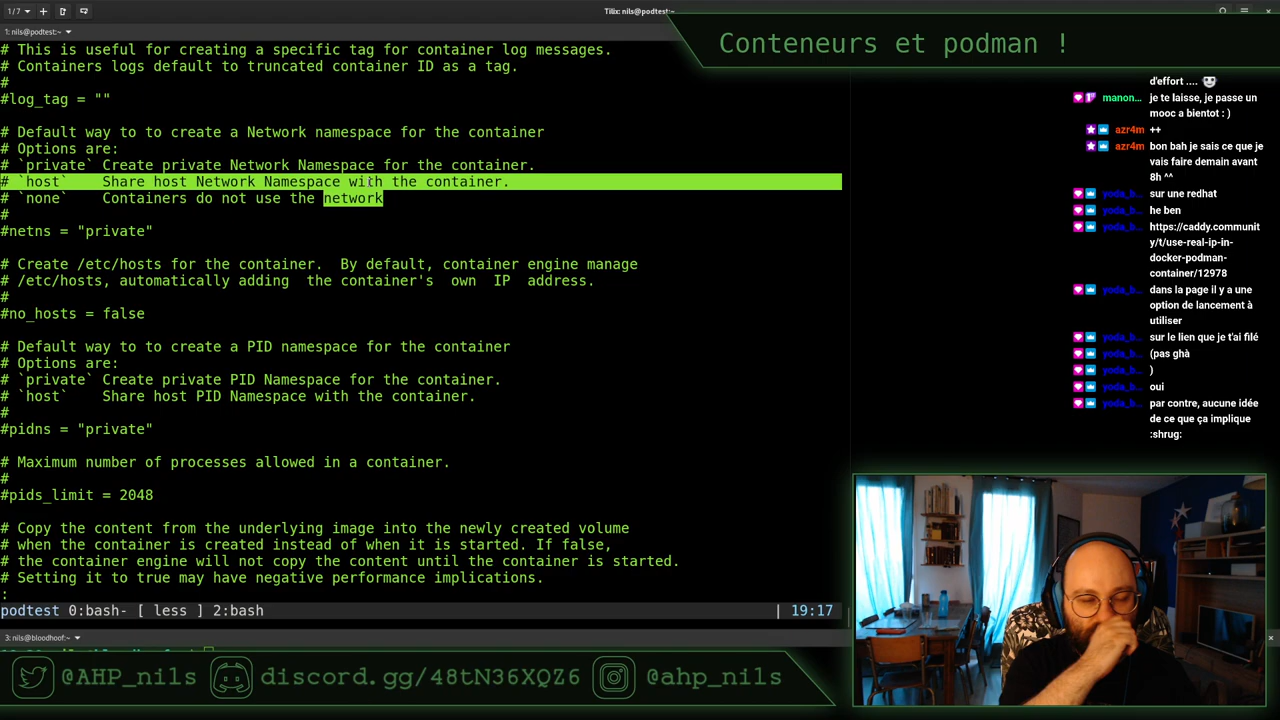 1 / 7
Tilix: nils@podtest:~
1: nils@podtest:~
# This is useful for creating a specific tag for container log messages.
# Containers logs default to truncated container ID as a tag.
#
#log_tag = ""
# Default way to to create a Network namespace for the container
# Options are:
# `private` Create private Network Namespace for the container.
# `host`    Share host Network Namespace with the container.
# `none`    Containers do not use the network
#
#netns = "private"
# Create /etc/hosts for the container.  By default, container engine manage
# /etc/hosts, automatically adding  the container's  own  IP  address.
#
#no_hosts = false
# Default way to to create a PID namespace for the container
# Options are:
# `private` Create private PID Namespace for the container.
# `host`    Share host PID Namespace with the container.
#
#pidns = "private"
# Maximum number of processes allowed in a container.
#
#pids_limit = 2048
# Copy the content from the underlying image into the newly created volume
# when the container is created instead of when it is started. If false,
# the container engine will not copy the content until the container is started.
# Setting it to true may have negative performance implications.
:
podtest 0:bash- [ less ] 2:bash | 19:17
3: nils@bloodhoof:~
Conteneurs et podman !
d'effort ....
manon... je te laisse, je passe un
mooc a bientot : )
azr4m ++
azr4m bon bah je sais ce que je
vais faire demain avant
8h ^^
yoda_b... sur une redhat
yoda_b... he ben
yoda_b... https://caddy.communit
y/t/use-real-ip-in-
docker-podman-
container/12978
yoda_b... dans la page il y a une
option de lancement à
utiliser
yoda_b... sur le lien que je t'ai filé
yoda_b... (pas ghà
yoda_b... )
yoda_b... oui
yoda_b... par contre, aucune idée
de ce que ça implique
:shrug:
@AHP_nils discord.gg/48tN36XQZ6 @ahp_nils